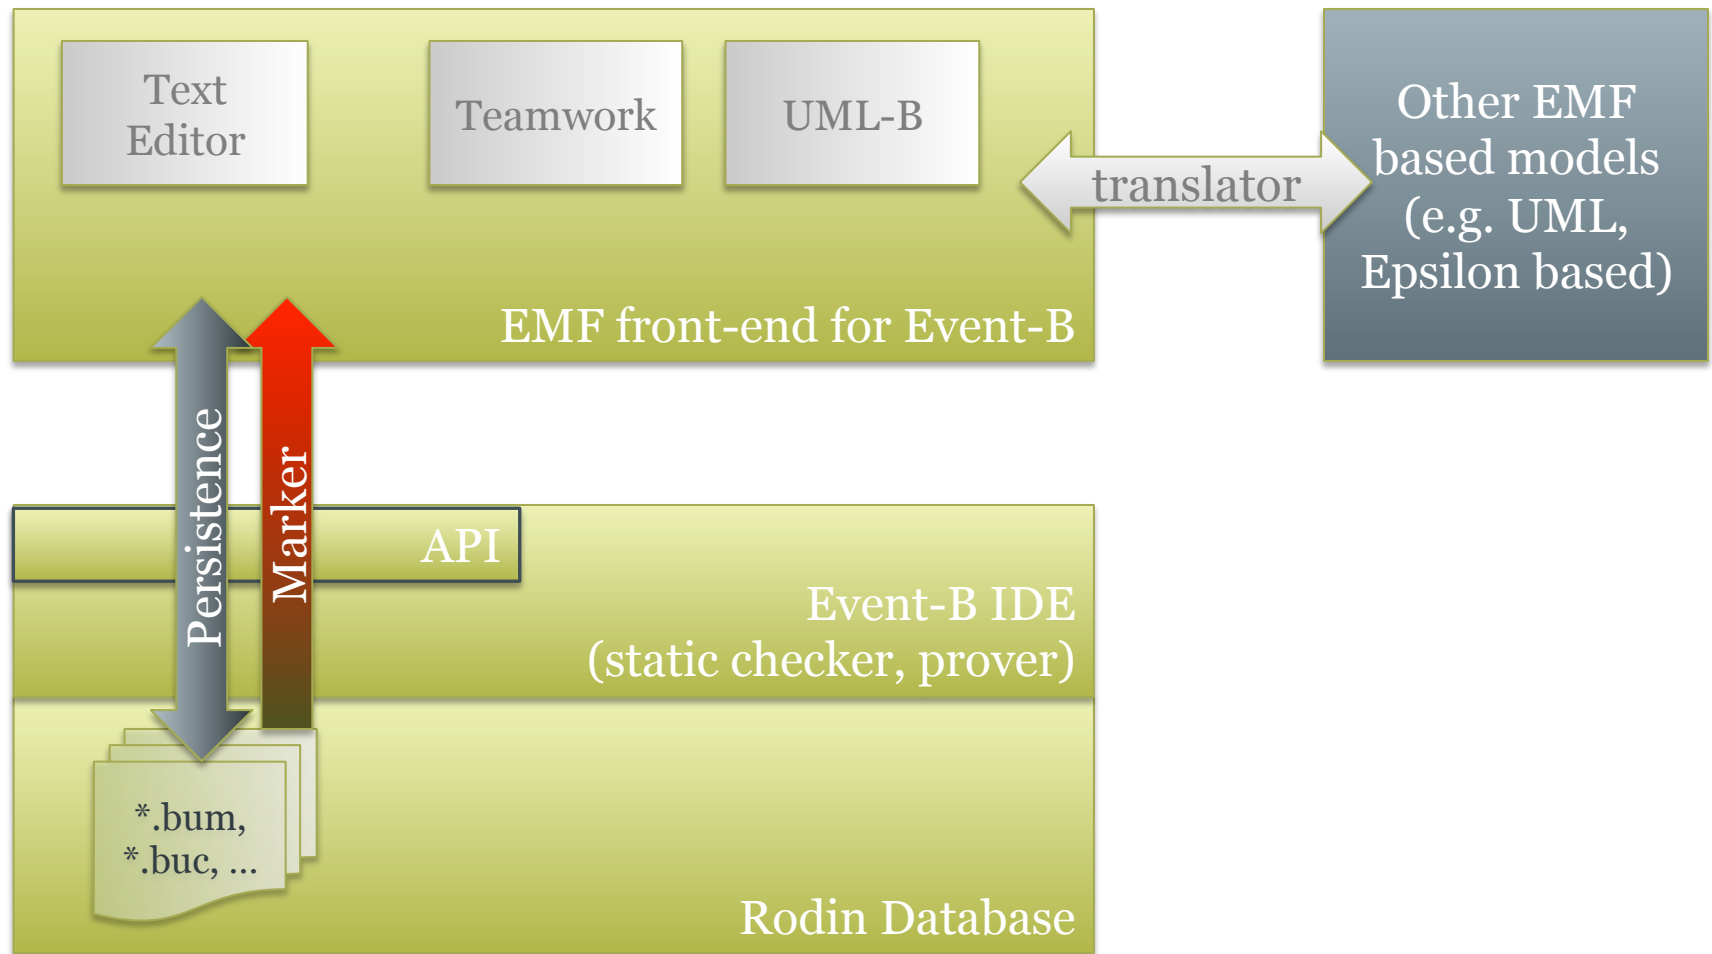 Text
Editor
Teamwork
UML-B
translator
Other EMF
based models
(e.g. UML,
Epsilon based)
EMF front-end for Event-B
Persistence
Marker
API
Event-B IDE
(static checker, prover)
*.bum,
*.buc, ...
Rodin Database